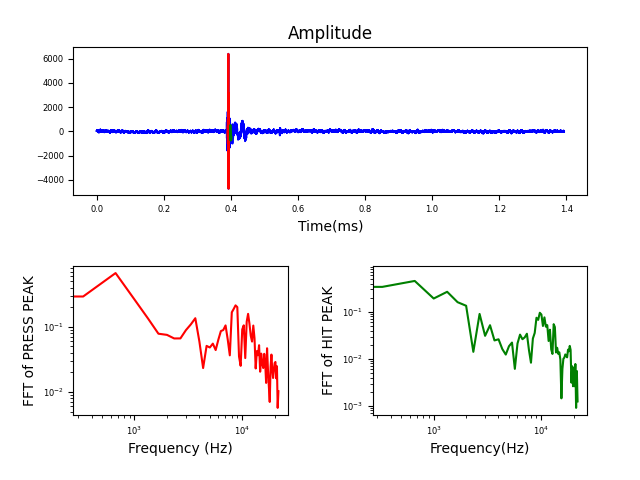 Amplitude
6000
4000
2000
0
−2000
−4000
0.0 0.2 0.4 0.6 0.8 1.0 1.2 1.4
Time(ms)
FFT of PRESS PEAK
10⁻¹
10⁻²
10³ 10⁴
Frequency (Hz)
FFT of HIT PEAK
10⁻¹
10⁻²
10⁻³
10³ 10⁴
Frequency(Hz)